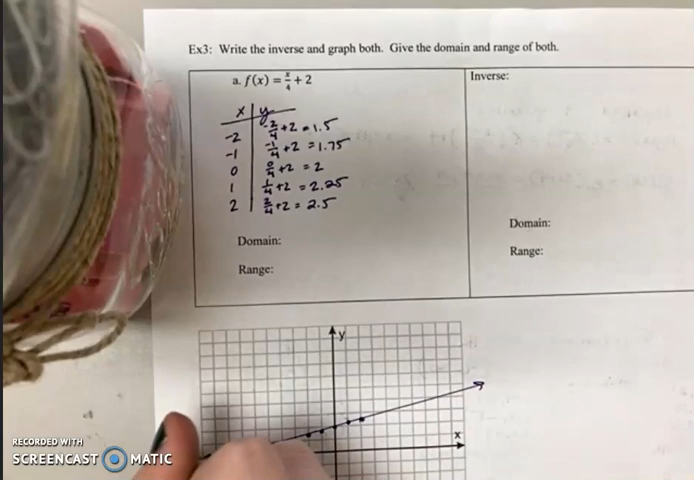 Ex3: Write the inverse and graph both. Give the domain and range of both.
a. f(x) = x/4 + 2
Inverse:
x | y
-2 | -2/4 + 2 = 1.5
-1 | -1/4 + 2 = 1.75
0 | 0/4 + 2 = 2
1 | 1/4 + 2 = 2.25
2 | 2/4 + 2 = 2.5
Domain:
Range:
Domain:
Range:
y
x
RECORDED WITH
SCREENCAST MATIC